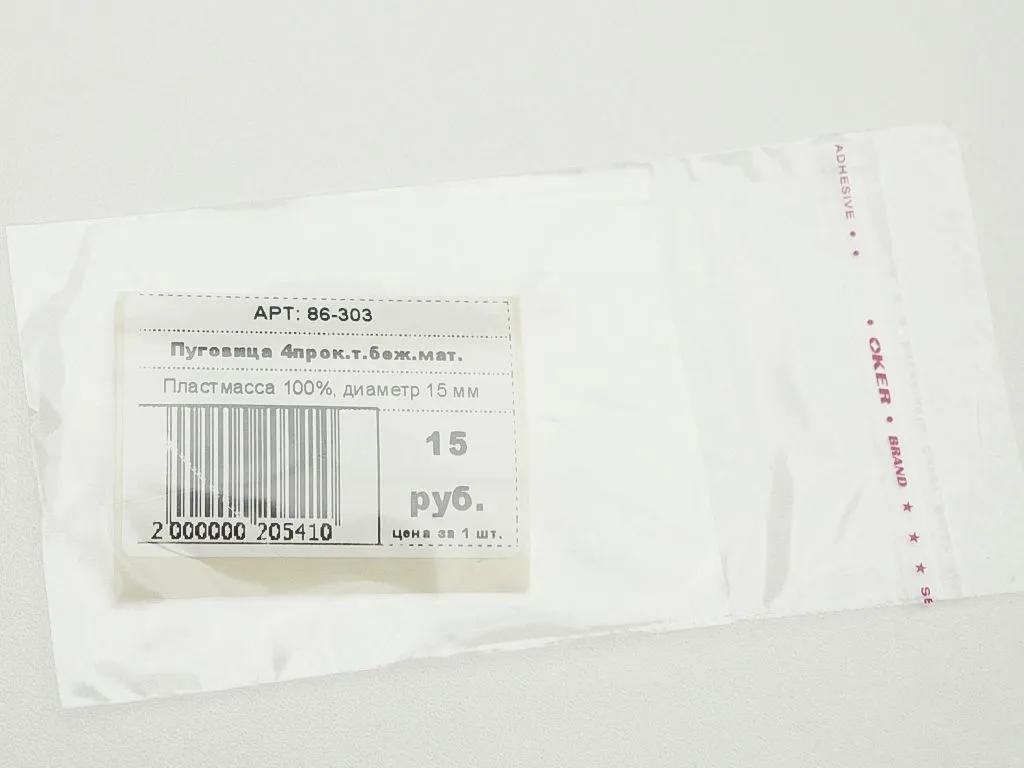 АРТ: 86-303
Пуговица 4прок.т.беж.мат.
Пластмасса 100%, диаметр 15 мм
15
руб.
цена за 1 шт.
2 000000 205410
ADHESIVE • •
• OKER • BRAND ★ ★ ★ SE